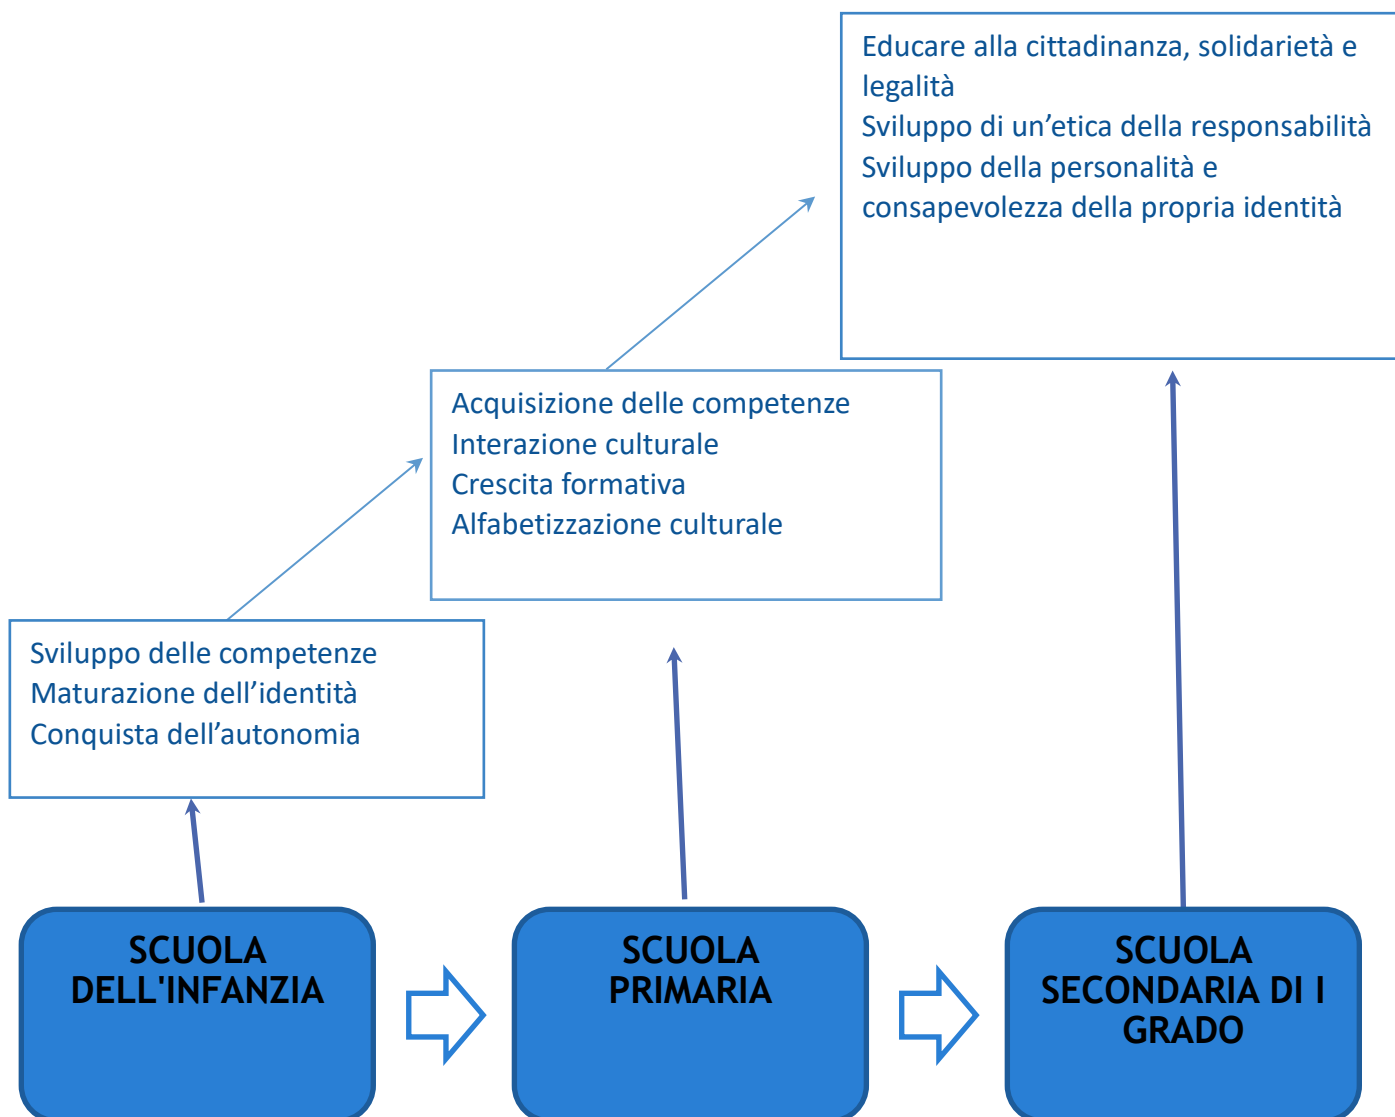 Educare alla cittadinanza, solidarietà e
legalità
Sviluppo di un’etica della responsabilità
Sviluppo della personalità e
consapevolezza della propria identità
Acquisizione delle competenze
Interazione culturale
Crescita formativa
Alfabetizzazione culturale
Sviluppo delle competenze
Maturazione dell’identità
Conquista dell’autonomia
SCUOLA
DELL'INFANZIA
SCUOLA
PRIMARIA
SCUOLA
SECONDARIA DI I
GRADO